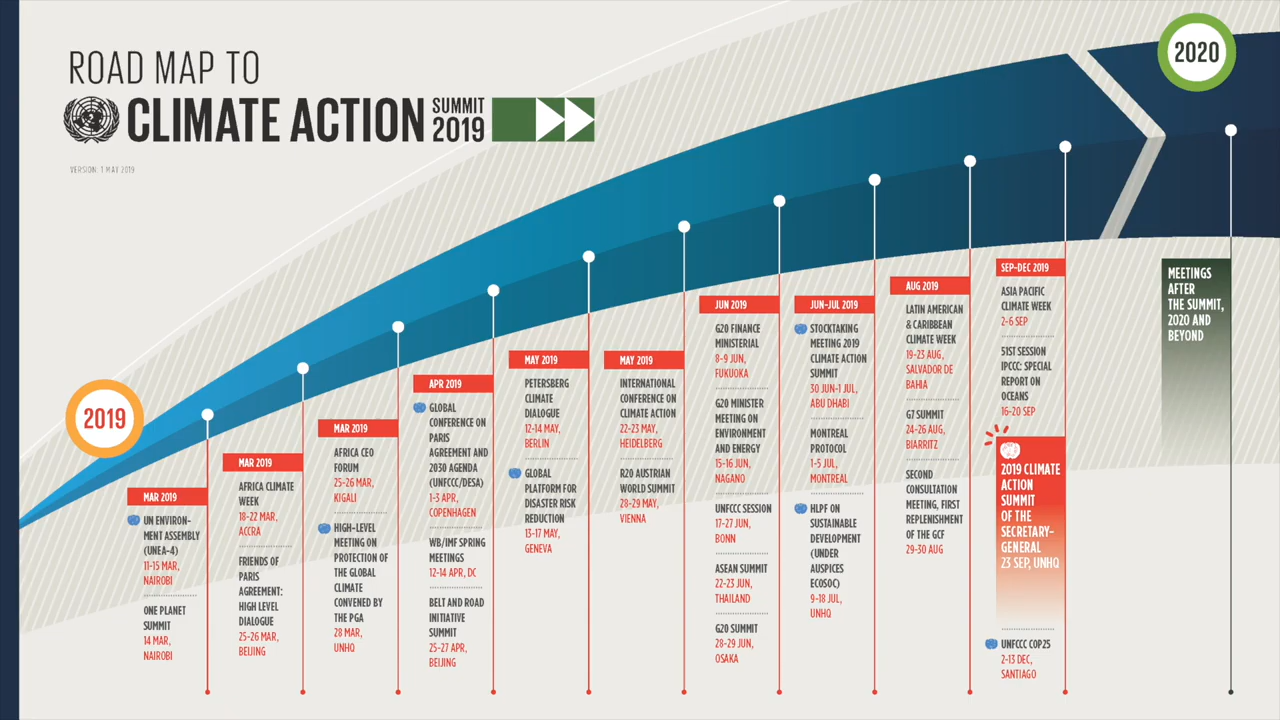 ROAD MAP TO
CLIMATE ACTION
SUMMIT
2019
VERSION: 1 MAY 2019
2019
2020
MAR 2019
UN ENVIRON-
MENT ASSEMBLY
(UNEA-4)
11-15 MAR,
NAIROBI
ONE PLANET
SUMMIT
14 MAR,
NAIROBI
MAR 2019
AFRICA CLIMATE
WEEK
18-22 MAR,
ACCRA
FRIENDS OF
PARIS
AGREEMENT:
HIGH LEVEL
DIALOGUE
25-26 MAR,
BEIJING
MAR 2019
AFRICA CEO
FORUM
25-26 MAR,
KIGALI
HIGH-LEVEL
MEETING ON
PROTECTION OF
THE GLOBAL
CLIMATE
CONVENED BY
THE PGA
28 MAR,
UNHQ
APR 2019
GLOBAL
CONFERENCE ON
PARIS
AGREEMENT AND
2030 AGENDA
(UNFCCC/DESA)
1-3 APR,
COPENHAGEN
WB/IMF SPRING
MEETINGS
12-14 APR, DC
BELT AND ROAD
INITIATIVE
SUMMIT
25-27 APR,
BEIJING
MAY 2019
PETERSBERG
CLIMATE
DIALOGUE
12-14 MAY,
BERLIN
GLOBAL
PLATFORM FOR
DISASTER RISK
REDUCTION
13-17 MAY,
GENEVA
MAY 2019
INTERNATIONAL
CONFERENCE ON
CLIMATE ACTION
22-23 MAY,
HEIDELBERG
R20 AUSTRIAN
WORLD SUMMIT
28-29 MAY,
VIENNA
JUN 2019
G20 FINANCE
MINISTERIAL
8-9 JUN,
FUKUOKA
G20 MINISTER
MEETING ON
ENVIRONMENT
AND ENERGY
15-16 JUN,
NAGANO
UNFCCC SESSION
17-27 JUN,
BONN
ASEAN SUMMIT
22-23 JUN,
THAILAND
G20 SUMMIT
28-29 JUN,
OSAKA
JUN-JUL 2019
STOCKTAKING
MEETING 2019
CLIMATE ACTION
SUMMIT
30 JUN-1 JUL,
ABU DHABI
MONTREAL
PROTOCOL
1-5 JUL,
MONTREAL
HLPF ON
SUSTAINABLE
DEVELOPMENT
(UNDER
AUSPICES
ECOSOC)
9-18 JUL,
UNHQ
AUG 2019
LATIN AMERICAN
& CARIBBEAN
CLIMATE WEEK
19-23 AUG,
SALVADOR DE
BAHIA
G7 SUMMIT
24-26 AUG,
BIARRITZ
SECOND
CONSULTATION
MEETING, FIRST
REPLENISHMENT
OF THE GCF
29-30 AUG
SEP-DEC 2019
ASIA PACIFIC
CLIMATE WEEK
2-6 SEP
51ST SESSION
IPCCC: SPECIAL
REPORT ON
OCEANS
16-20 SEP
2019 CLIMATE
ACTION
SUMMIT
OF THE
SECRETARY-
GENERAL
23 SEP, UNHQ
UNFCCC COP25
2-13 DEC,
SANTIAGO
MEETINGS
AFTER
THE SUMMIT,
2020 AND
BEYOND